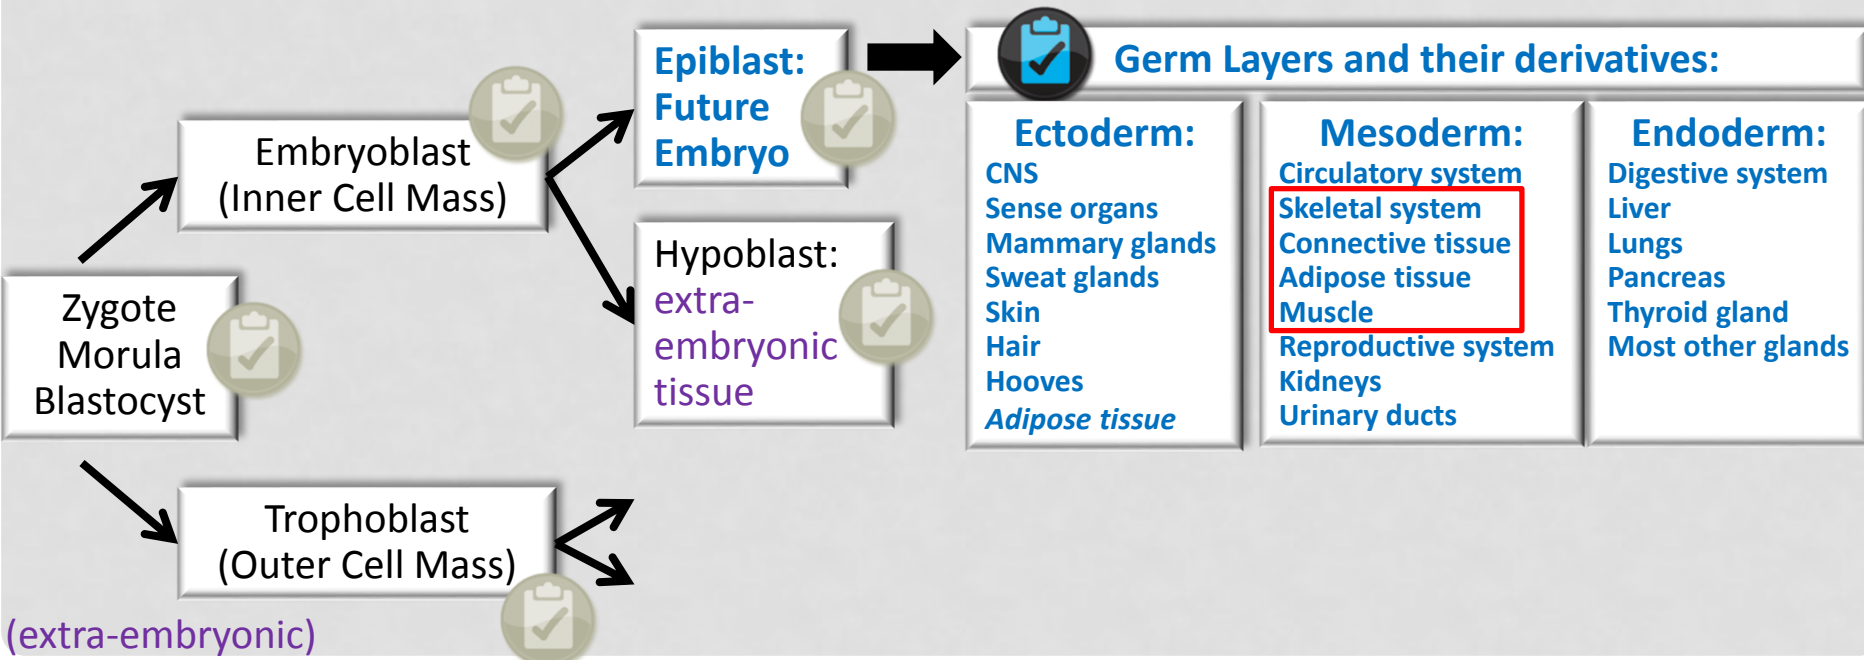 Zygote
Morula
Blastocyst
Embryoblast
(Inner Cell Mass)
Trophoblast
(Outer Cell Mass)
(extra-embryonic)
Epiblast:
Future
Embryo
Hypoblast:
extra-
embryonic
tissue
Germ Layers and their derivatives:
Ectoderm:
CNS
Sense organs
Mammary glands
Sweat glands
Skin
Hair
Hooves
Adipose tissue
Mesoderm:
Circulatory system
Skeletal system
Connective tissue
Adipose tissue
Muscle
Reproductive system
Kidneys
Urinary ducts
Endoderm:
Digestive system
Liver
Lungs
Pancreas
Thyroid gland
Most other glands